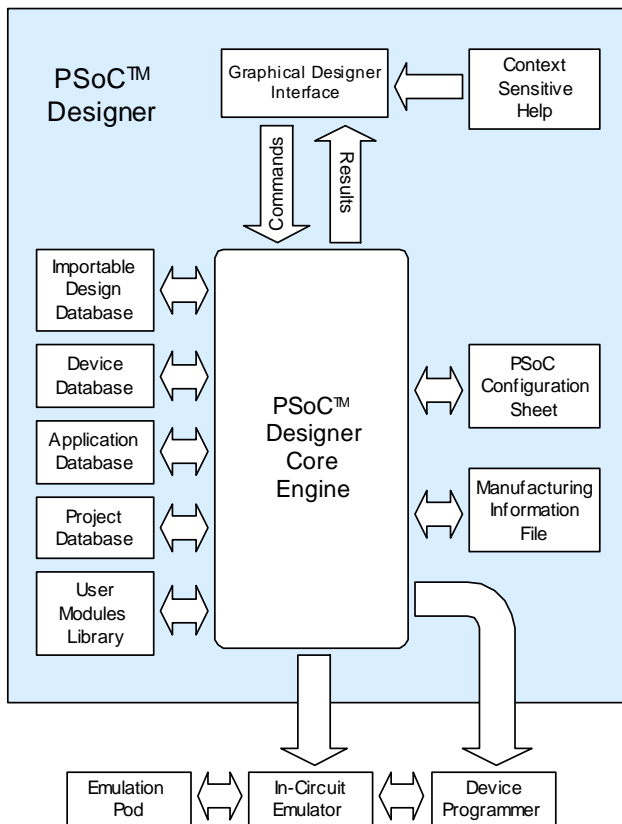 PSoC™
Designer
Graphical Designer
Interface
Context
Sensitive
Help
Commands
Results
Importable
Design
Database
Device
Database
Application
Database
Project
Database
User
Modules
Library
PSoC™
Designer
Core
Engine
PSoC
Configuration
Sheet
Manufacturing
Information
File
Emulation
Pod
In-Circuit
Emulator
Device
Programmer